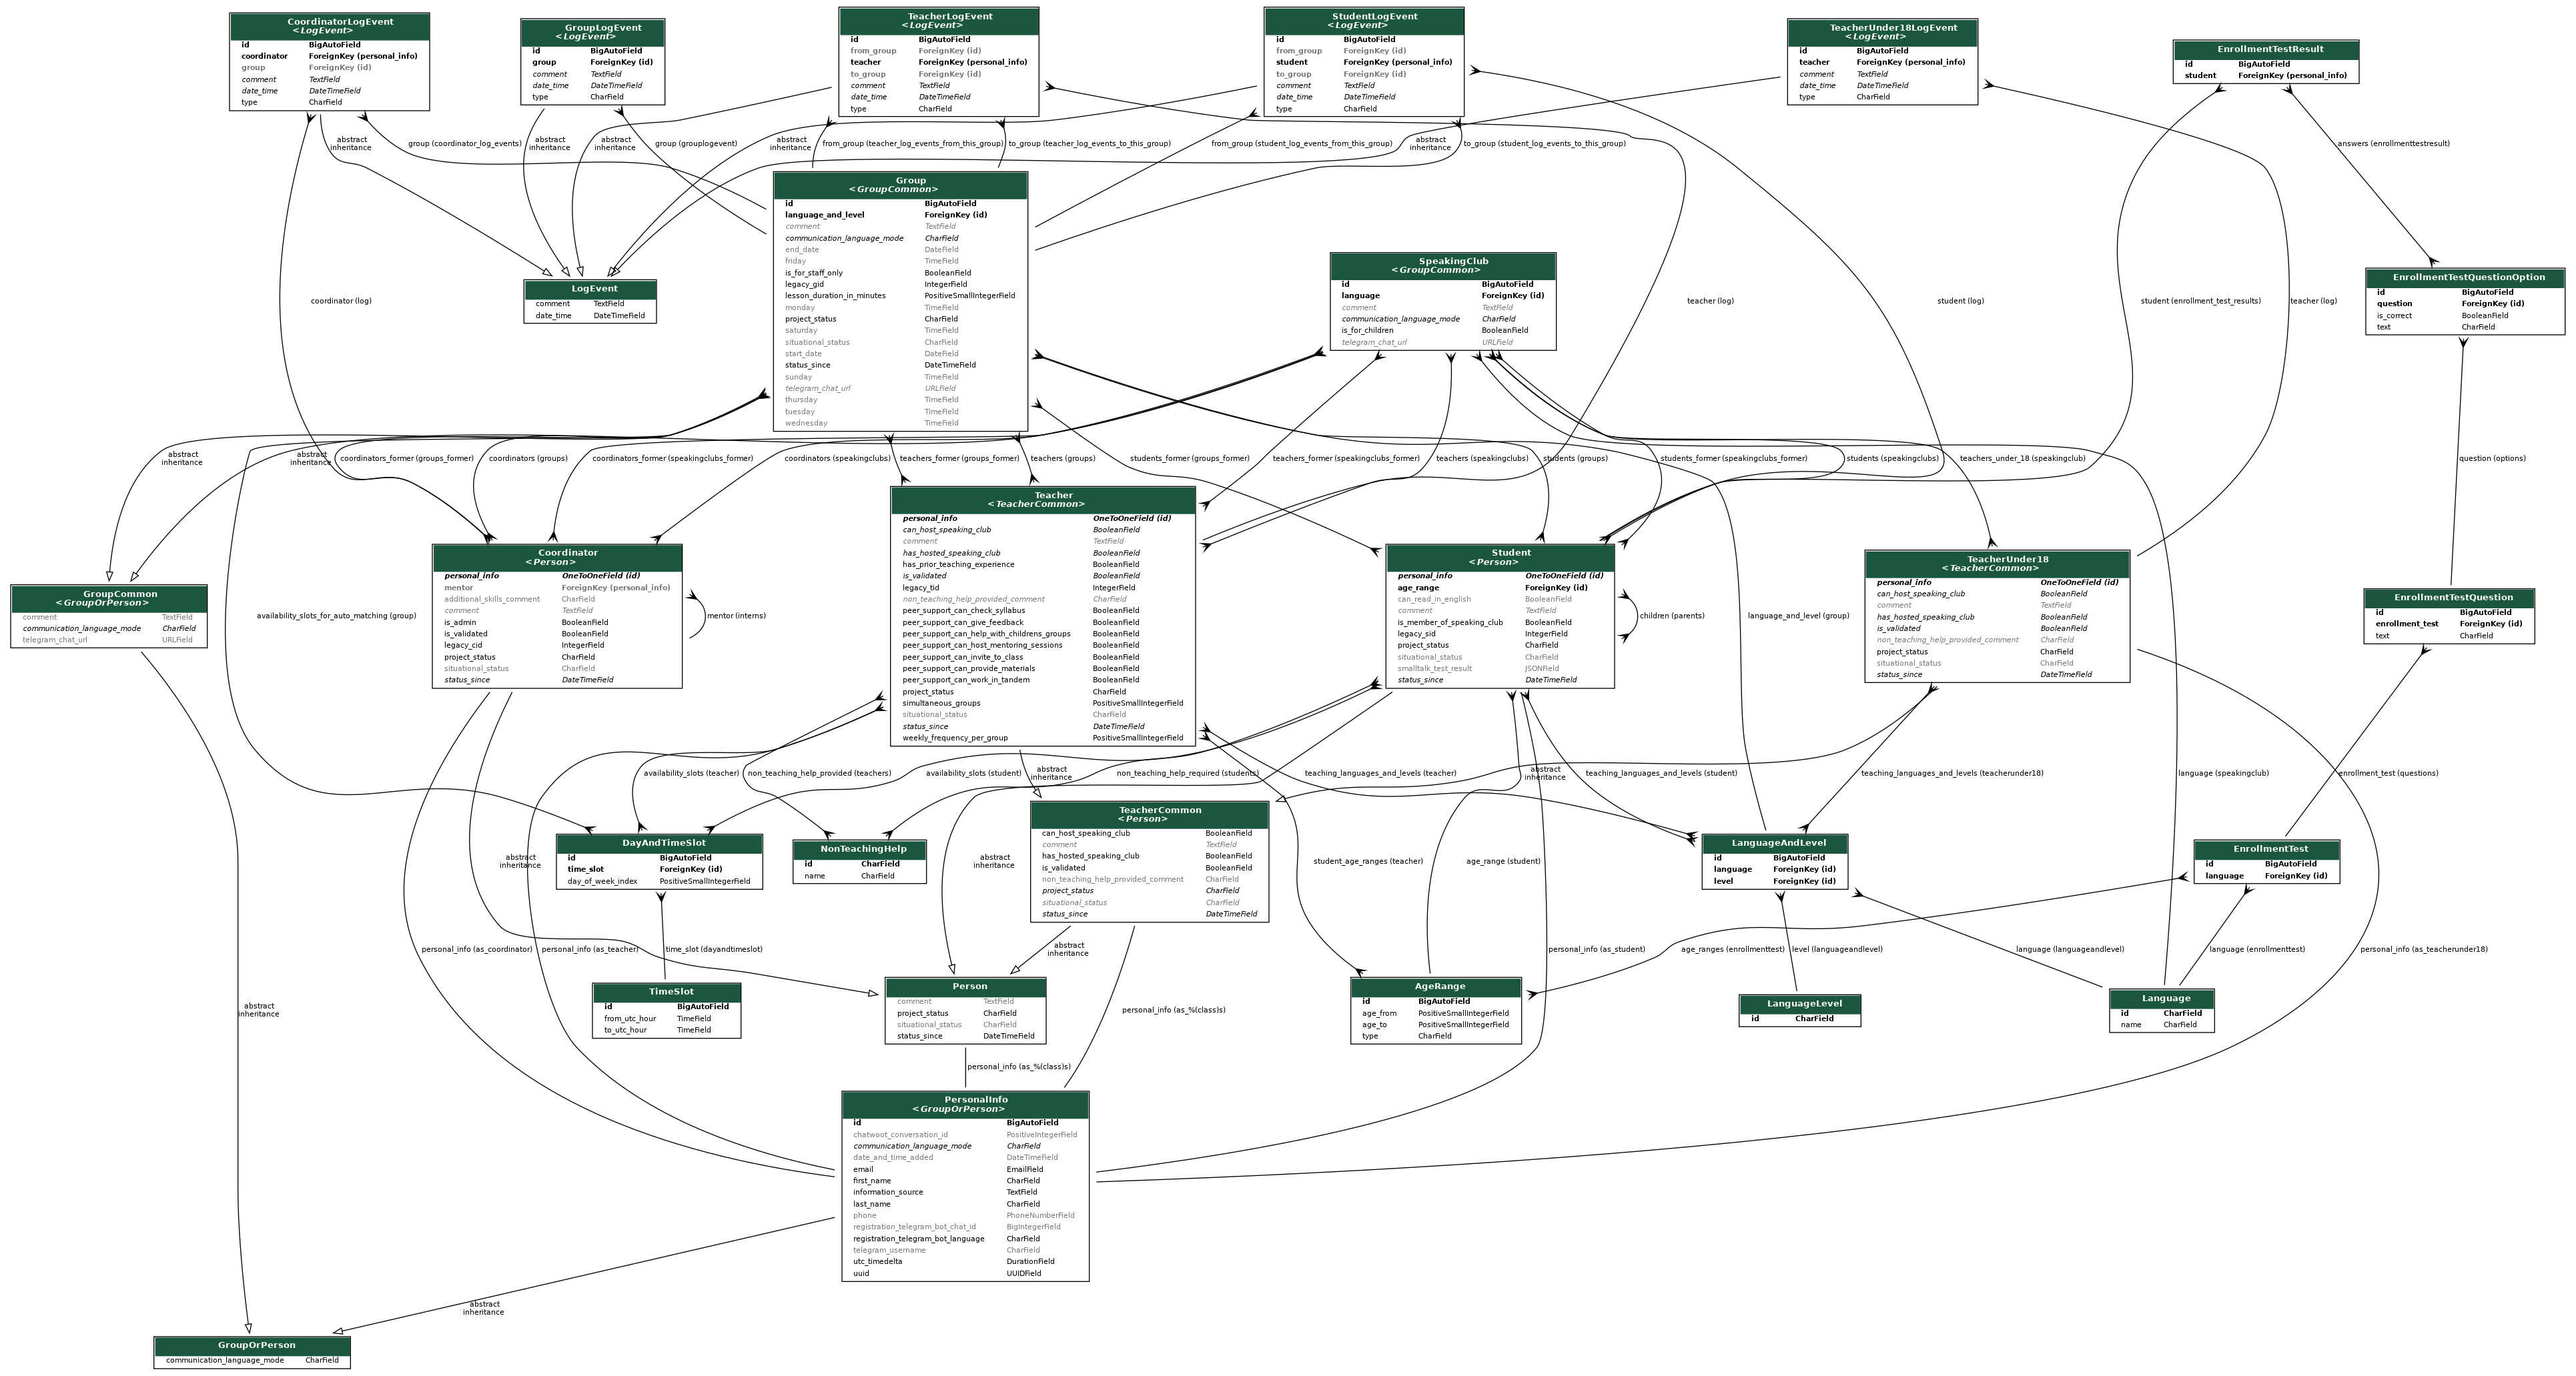 CoordinatorLogEvent
<LogEvent>
id BigAutoField
coordinator ForeignKey (personal_info)
group ForeignKey (id)
comment TextField
date_time DateTimeField
type CharField
GroupLogEvent
<LogEvent>
id BigAutoField
group ForeignKey (id)
comment TextField
date_time DateTimeField
type CharField
TeacherLogEvent
<LogEvent>
id BigAutoField
from_group ForeignKey (id)
teacher ForeignKey (personal_info)
to_group ForeignKey (id)
comment TextField
date_time DateTimeField
type CharField
StudentLogEvent
<LogEvent>
id BigAutoField
from_group ForeignKey (id)
student ForeignKey (personal_info)
to_group ForeignKey (id)
comment TextField
date_time DateTimeField
type CharField
TeacherUnder18LogEvent
<LogEvent>
id BigAutoField
teacher ForeignKey (personal_info)
comment TextField
date_time DateTimeField
type CharField
EnrollmentTestResult
id BigAutoField
student ForeignKey (personal_info)
abstract
inheritance
group (coordinator_log_events)
abstract
inheritance
abstract
inheritance
group (grouplogevent)
abstract
inheritance
from_group (teacher_log_events_from_this_group)
to_group (teacher_log_events_to_this_group)
from_group (student_log_events_from_this_group)
abstract
inheritance
to_group (student_log_events_to_this_group)
answers (enrollmenttestresult)
Group
<GroupCommon>
id BigAutoField
language_and_level ForeignKey (id)
comment TextField
communication_language_mode CharField
end_date DateField
friday TimeField
is_for_staff_only BooleanField
legacy_gid IntegerField
lesson_duration_in_minutes PositiveSmallIntegerField
monday TimeField
project_status CharField
saturday TimeField
situational_status CharField
start_date DateField
status_since DateTimeField
sunday TimeField
telegram_chat_url URLField
thursday TimeField
tuesday TimeField
wednesday TimeField
SpeakingClub
<GroupCommon>
id BigAutoField
language ForeignKey (id)
comment TextField
communication_language_mode CharField
is_for_children BooleanField
telegram_chat_url URLField
EnrollmentTestQuestionOption
id BigAutoField
question ForeignKey (id)
is_correct BooleanField
text CharField
LogEvent
comment TextField
date_time DateTimeField
coordinator (log)
teacher (log)
student (log)
student (enrollment_test_results)
teacher (log)
abstract
inheritance
abstract
inheritance
coordinators_former (groups_former)
coordinators (groups)
coordinators_former (speakingclubs_former)
coordinators (speakingclubs)
teachers_former (groups_former)
teachers (groups)
students_former (groups_former)
teachers_former (speakingclubs_former)
teachers (speakingclubs)
students (groups)
students_former (speakingclubs_former)
students (speakingclubs)
teachers_under_18 (speakingclub)
question (options)
Teacher
<TeacherCommon>
personal_info OneToOneField (id)
can_host_speaking_club BooleanField
comment TextField
has_hosted_speaking_club BooleanField
has_prior_teaching_experience BooleanField
is_validated BooleanField
legacy_tid IntegerField
non_teaching_help_provided_comment CharField
peer_support_can_check_syllabus BooleanField
peer_support_can_give_feedback BooleanField
peer_support_can_help_with_childrens_groups BooleanField
peer_support_can_host_mentoring_sessions BooleanField
peer_support_can_invite_to_class BooleanField
peer_support_can_provide_materials BooleanField
peer_support_can_work_in_tandem BooleanField
project_status CharField
simultaneous_groups PositiveSmallIntegerField
situational_status CharField
status_since DateTimeField
weekly_frequency_per_group PositiveSmallIntegerField
Coordinator
<Person>
personal_info OneToOneField (id)
mentor ForeignKey (personal_info)
additional_skills_comment CharField
comment TextField
is_admin BooleanField
is_validated BooleanField
legacy_cid IntegerField
project_status CharField
situational_status CharField
status_since DateTimeField
mentor (interns)
Student
<Person>
personal_info OneToOneField (id)
age_range ForeignKey (id)
can_read_in_english BooleanField
comment TextField
is_member_of_speaking_club BooleanField
legacy_sid IntegerField
project_status CharField
situational_status CharField
smalltalk_test_result JSONField
status_since DateTimeField
children (parents)
TeacherUnder18
<TeacherCommon>
personal_info OneToOneField (id)
can_host_speaking_club BooleanField
comment TextField
has_hosted_speaking_club BooleanField
is_validated BooleanField
non_teaching_help_provided_comment CharField
project_status CharField
situational_status CharField
status_since DateTimeField
GroupCommon
<GroupOrPerson>
comment TextField
communication_language_mode CharField
telegram_chat_url URLField
EnrollmentTestQuestion
id BigAutoField
enrollment_test ForeignKey (id)
text CharField
availability_slots_for_auto_matching (group)
language_and_level (group)
availability_slots (teacher)
non_teaching_help_provided (teachers)
availability_slots (student)
abstract
inheritance
non_teaching_help_required (students)
teaching_languages_and_levels (teacher)
abstract
inheritance
teaching_languages_and_levels (student)
teaching_languages_and_levels (teacherunder18)
language (speakingclub)
enrollment_test (questions)
TeacherCommon
<Person>
can_host_speaking_club BooleanField
comment TextField
has_hosted_speaking_club BooleanField
is_validated BooleanField
non_teaching_help_provided_comment CharField
project_status CharField
situational_status CharField
status_since DateTimeField
DayAndTimeSlot
id BigAutoField
time_slot ForeignKey (id)
day_of_week_index PositiveSmallIntegerField
NonTeachingHelp
id CharField
name CharField
LanguageAndLevel
id BigAutoField
language ForeignKey (id)
level ForeignKey (id)
EnrollmentTest
id BigAutoField
language ForeignKey (id)
abstract
inheritance
abstract
inheritance
student_age_ranges (teacher)
age_range (student)
personal_info (as_coordinator)
personal_info (as_teacher)
time_slot (dayandtimeslot)
abstract
inheritance
personal_info (as_student)
age_ranges (enrollmenttest)
level (languageandlevel)
language (languageandlevel)
language (enrollmenttest)
personal_info (as_teacherunder18)
TimeSlot
id BigAutoField
from_utc_hour TimeField
to_utc_hour TimeField
Person
comment TextField
project_status CharField
situational_status CharField
status_since DateTimeField
AgeRange
id BigAutoField
age_from PositiveSmallIntegerField
age_to PositiveSmallIntegerField
type CharField
LanguageLevel
id CharField
Language
id CharField
name CharField
abstract
inheritance
personal_info (as_%(class)s)
personal_info (as_%(class)s)
PersonalInfo
<GroupOrPerson>
id BigAutoField
chatwoot_conversation_id PositiveIntegerField
communication_language_mode CharField
date_and_time_added DateTimeField
email EmailField
first_name CharField
information_source TextField
last_name CharField
phone PhoneNumberField
registration_telegram_bot_chat_id BigIntegerField
registration_telegram_bot_language CharField
telegram_username CharField
utc_timedelta DurationField
uuid UUIDField
abstract
inheritance
GroupOrPerson
communication_language_mode CharField